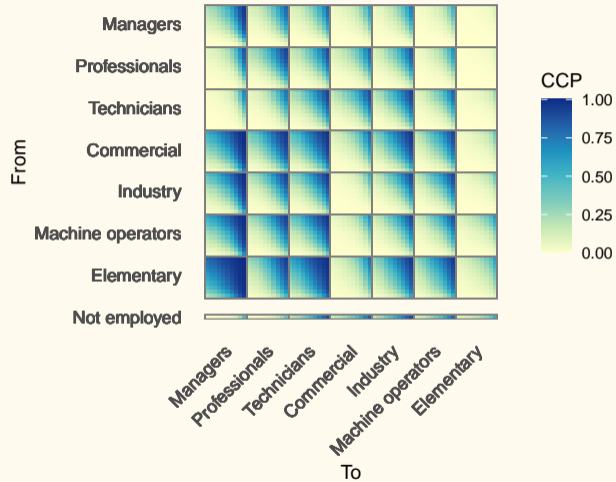 Managers
Professionals
Technicians
Commercial
Industry
Machine operators
Elementary
Not employed
From
CCP
1.00
0.75
0.50
0.25
0.00
Managers
Professionals
Technicians
Commercial
Industry
Machine operators
Elementary
To